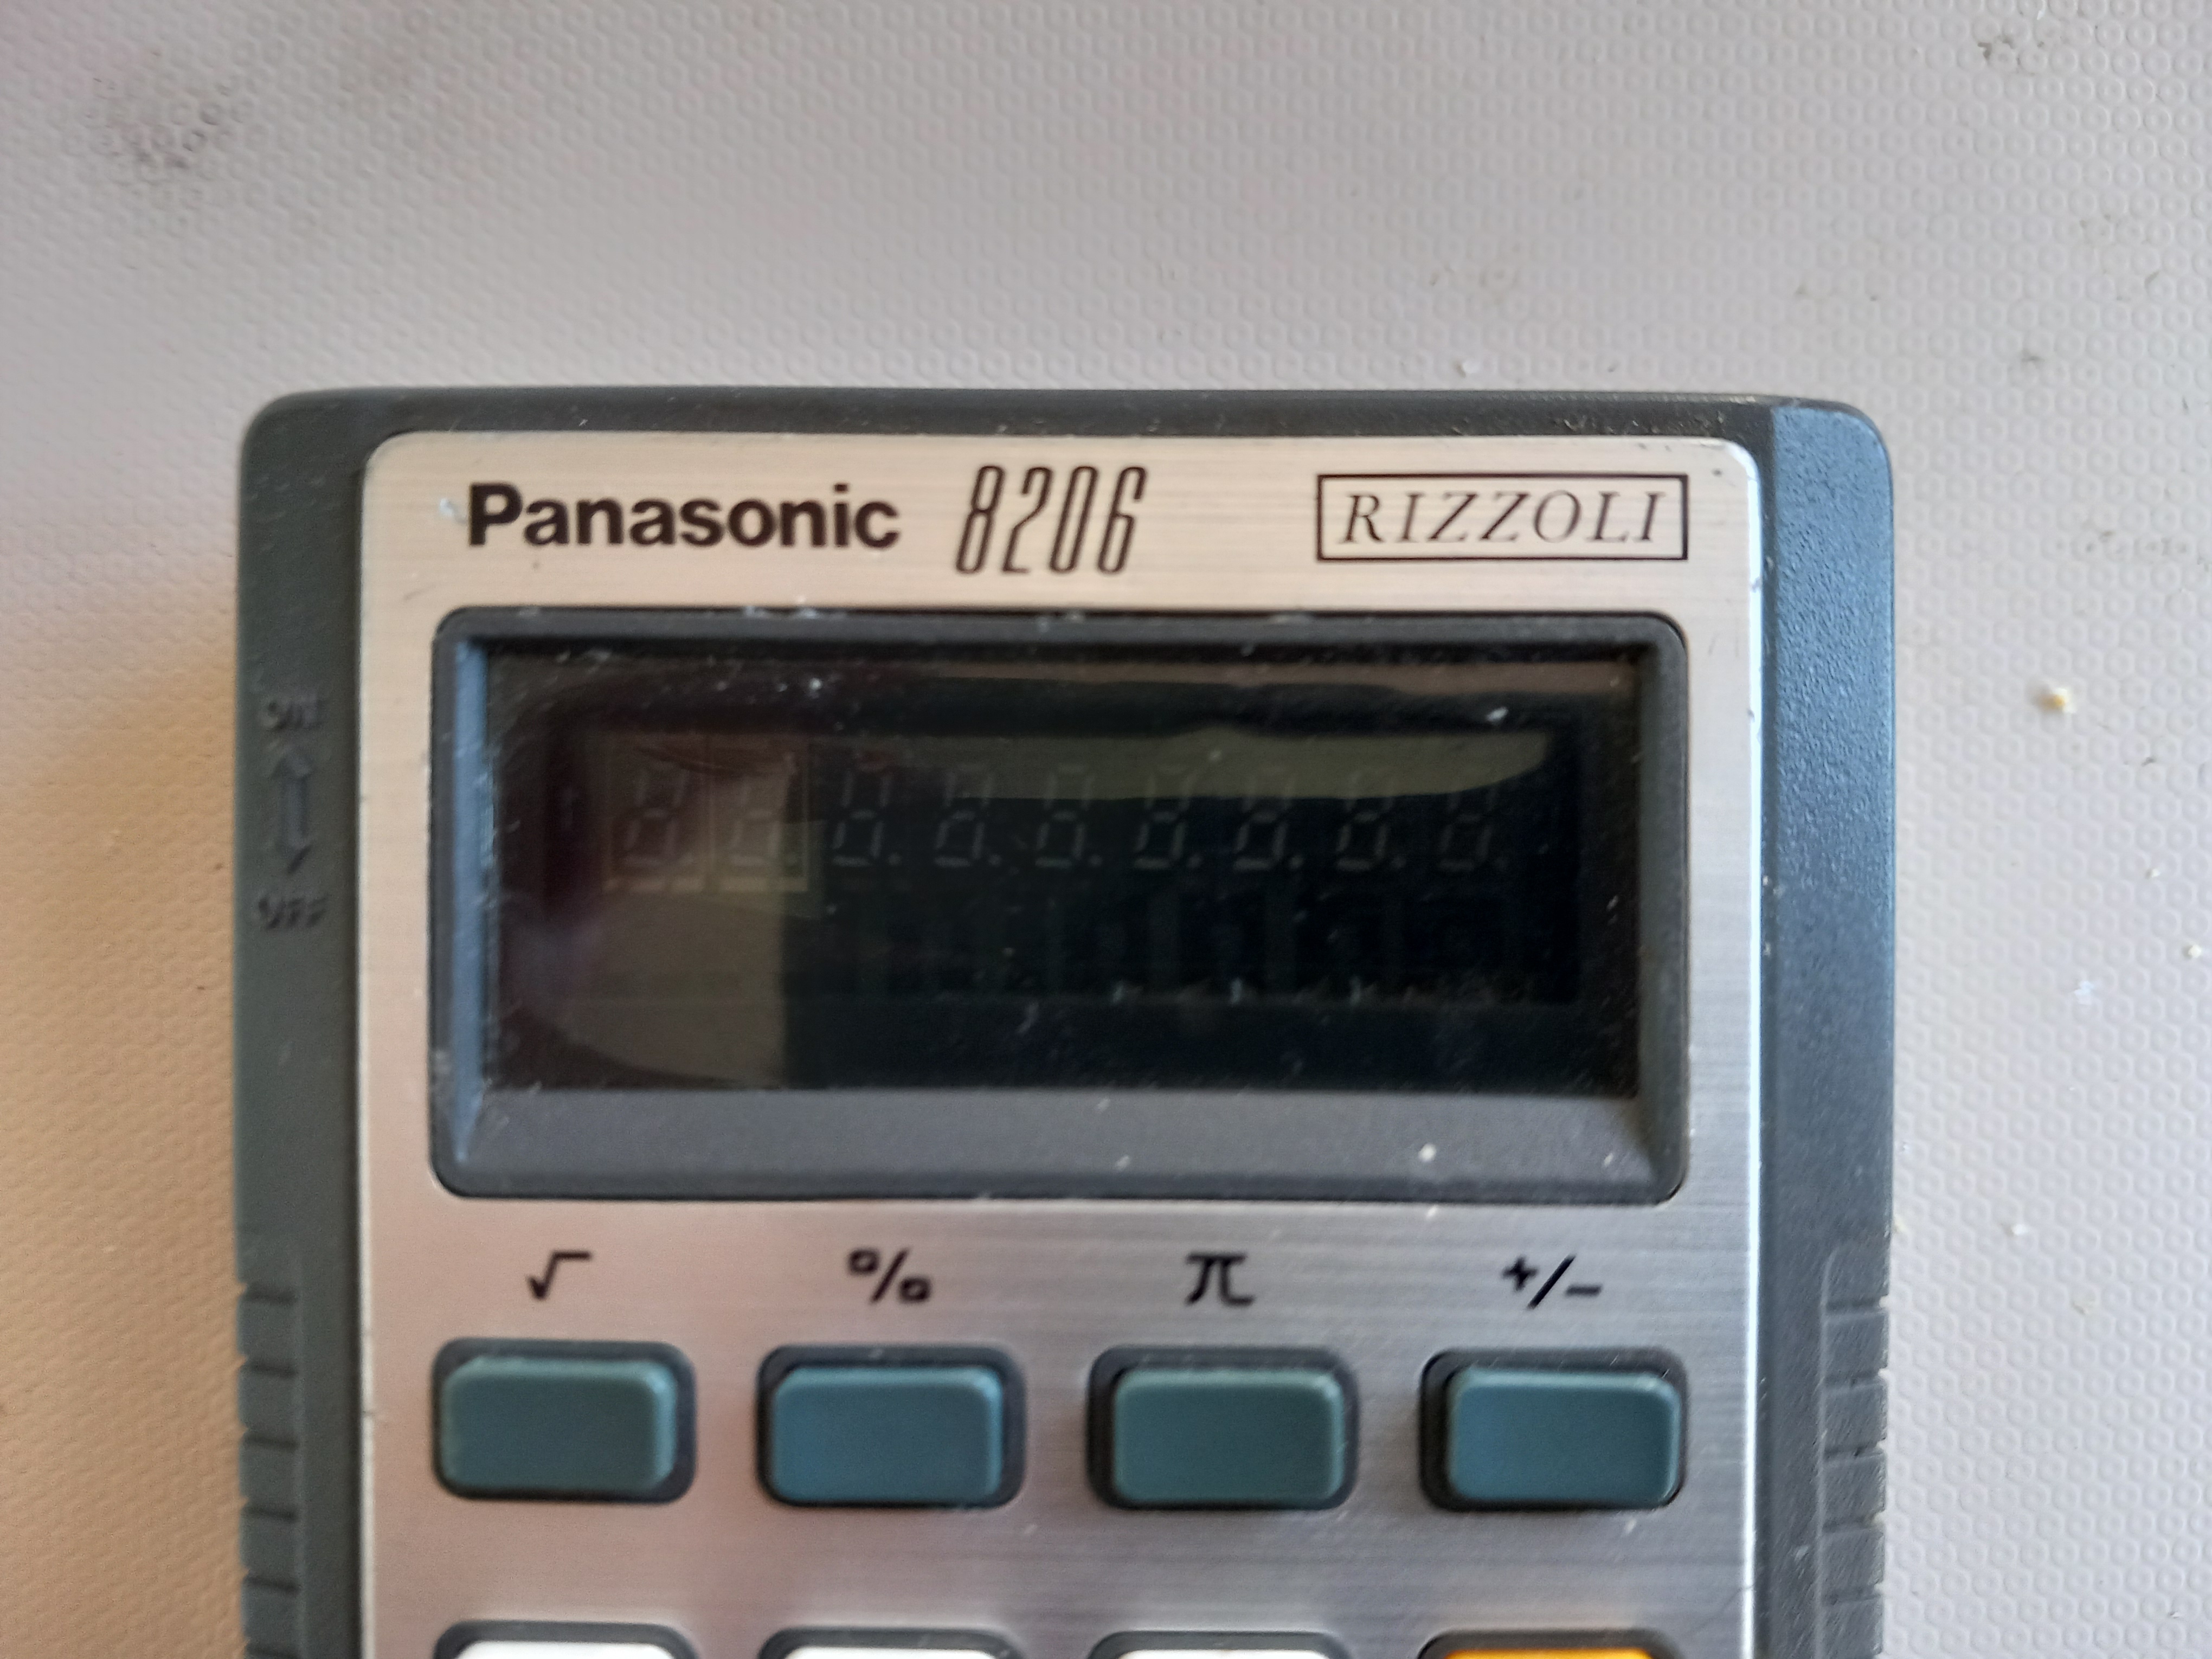 Panasonic 8206 RIZZOLI
ON
OFF
√ % π +/-